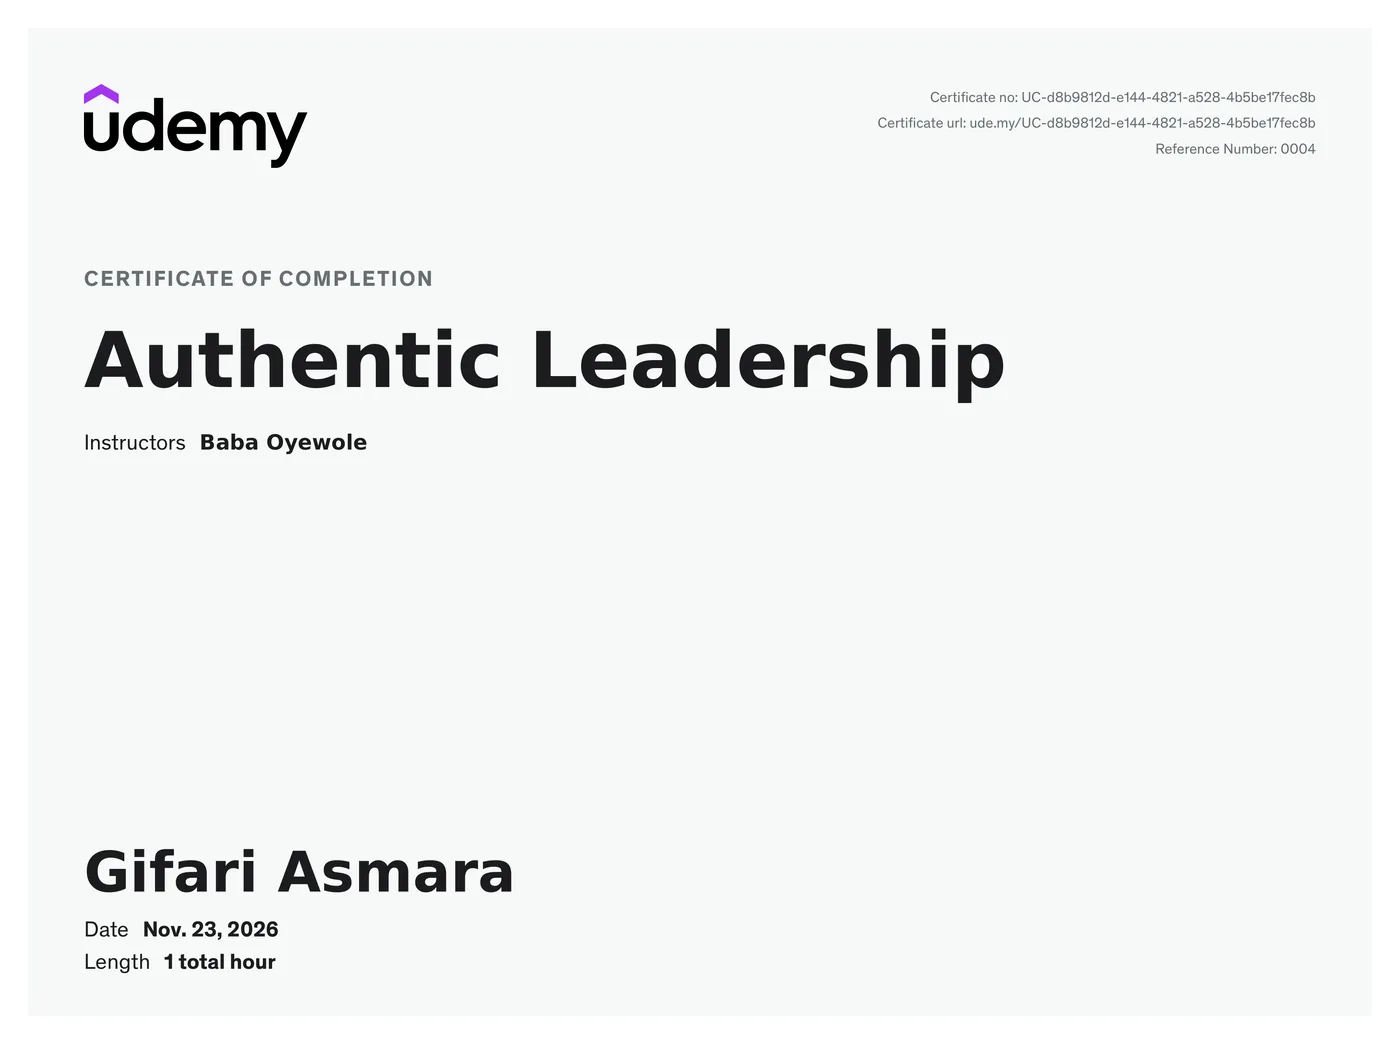 udemy
Certificate no: UC-d8b9812d-e144-4821-a528-4b5be17fec8b
Certificate url: ude.my/UC-d8b9812d-e144-4821-a528-4b5be17fec8b
Reference Number: 0004
CERTIFICATE OF COMPLETION
Authentic Leadership
Instructors Baba Oyewole
Gifari Asmara
Date Nov. 23, 2026
Length 1 total hour